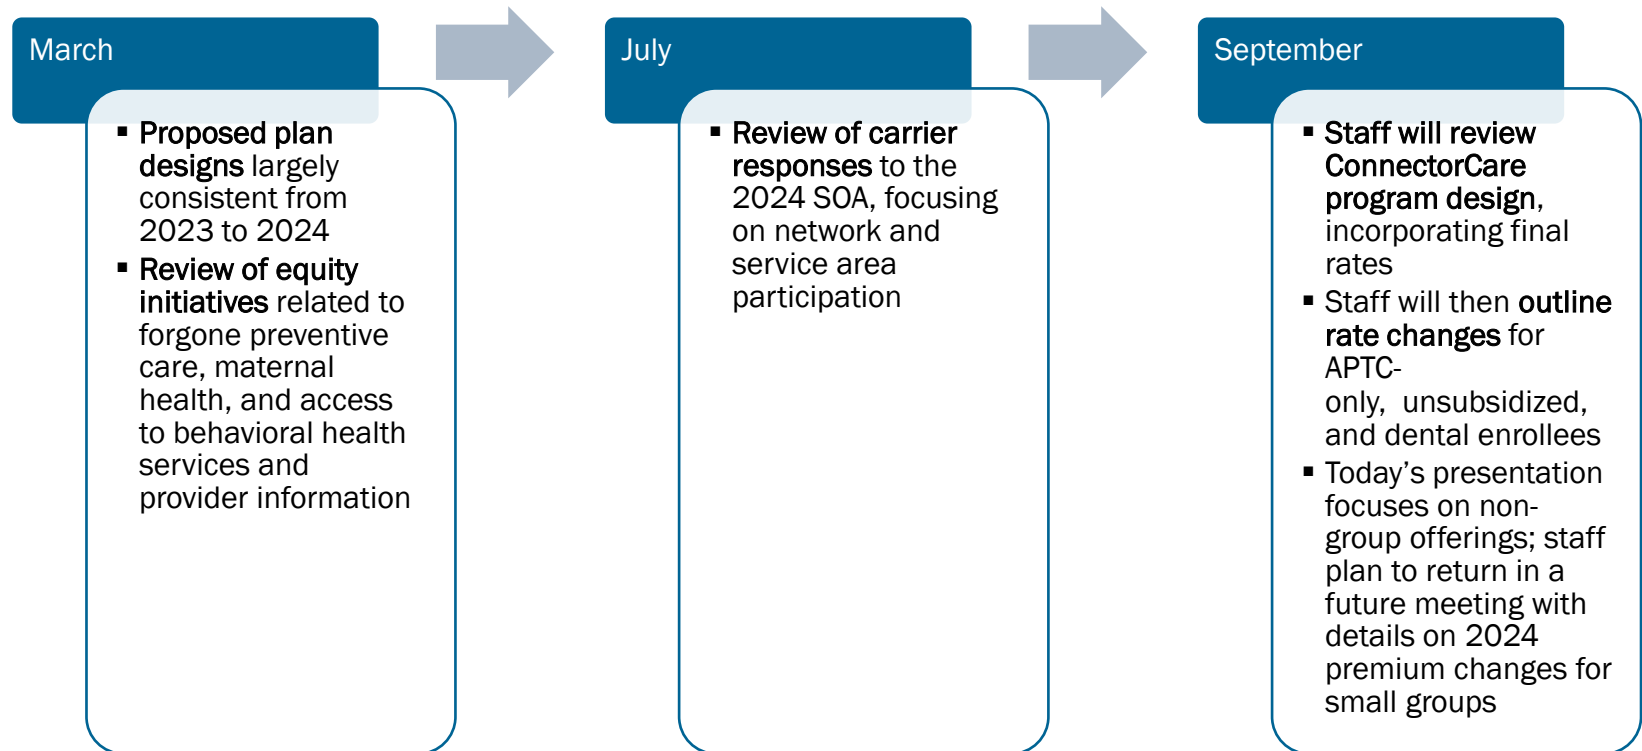 March
▪ Proposed plan
designs largely
consistent from
2023 to 2024
▪ Review of equity
initiatives related to
forgone preventive
care, maternal
health, and access
to behavioral health
services and
provider information
July
▪ Review of carrier
responses to the
2024 SOA, focusing
on network and
service area
participation
September
▪ Staff will review
ConnectorCare
program design,
incorporating final
rates
▪ Staff will then outline
rate changes for
APTC-
only,  unsubsidized,
and dental enrollees
▪ Today’s presentation
focuses on non-
group offerings; staff
plan to return in a
future meeting with
details on 2024
premium changes for
small groups